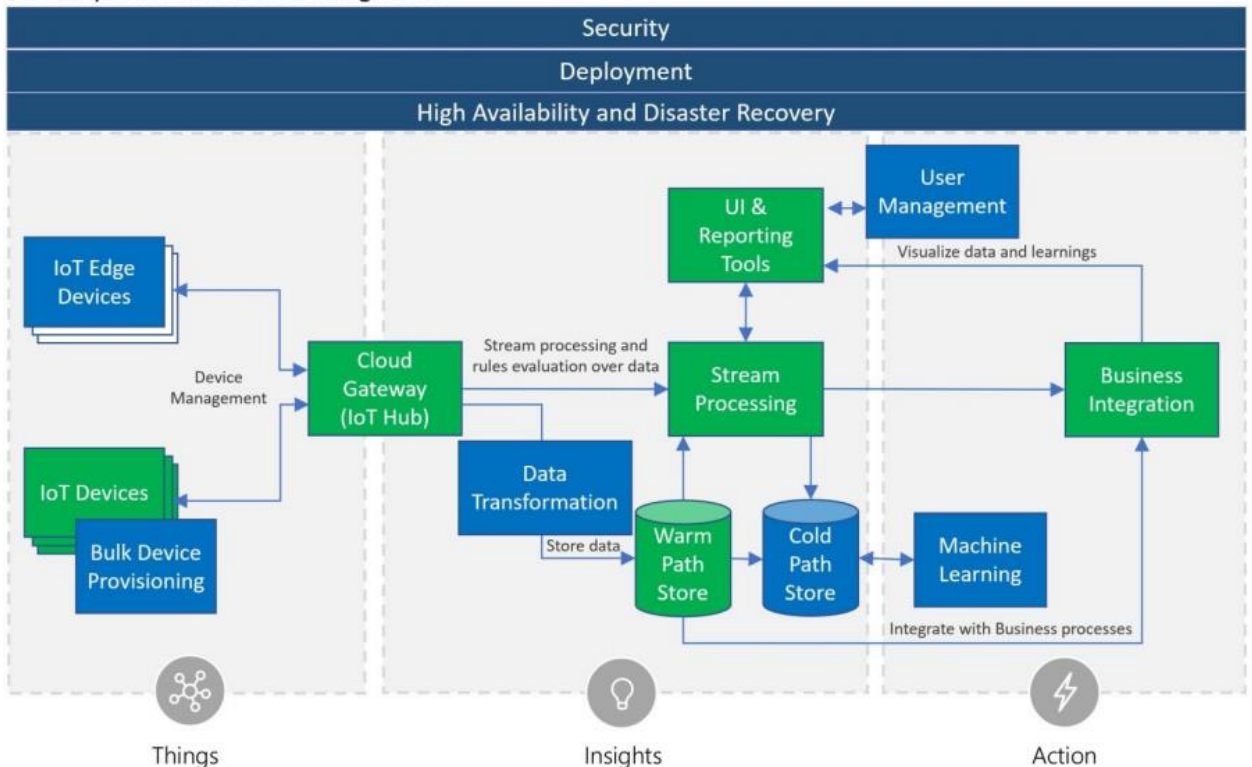 Security
Deployment
High Availability and Disaster Recovery
User
Management
UI &
Reporting
Tools
Visualize data and learnings
IoT Edge
Devices
Device
Management
Cloud
Gateway
(IoT Hub)
Stream processing and
rules evaluation over data
Stream
Processing
Business
Integration
IoT Devices
Bulk Device
Provisioning
Data
Transformation
Store data
Warm
Path
Store
Cold
Path
Store
Machine
Learning
Integrate with Business processes
Things
Insights
Action